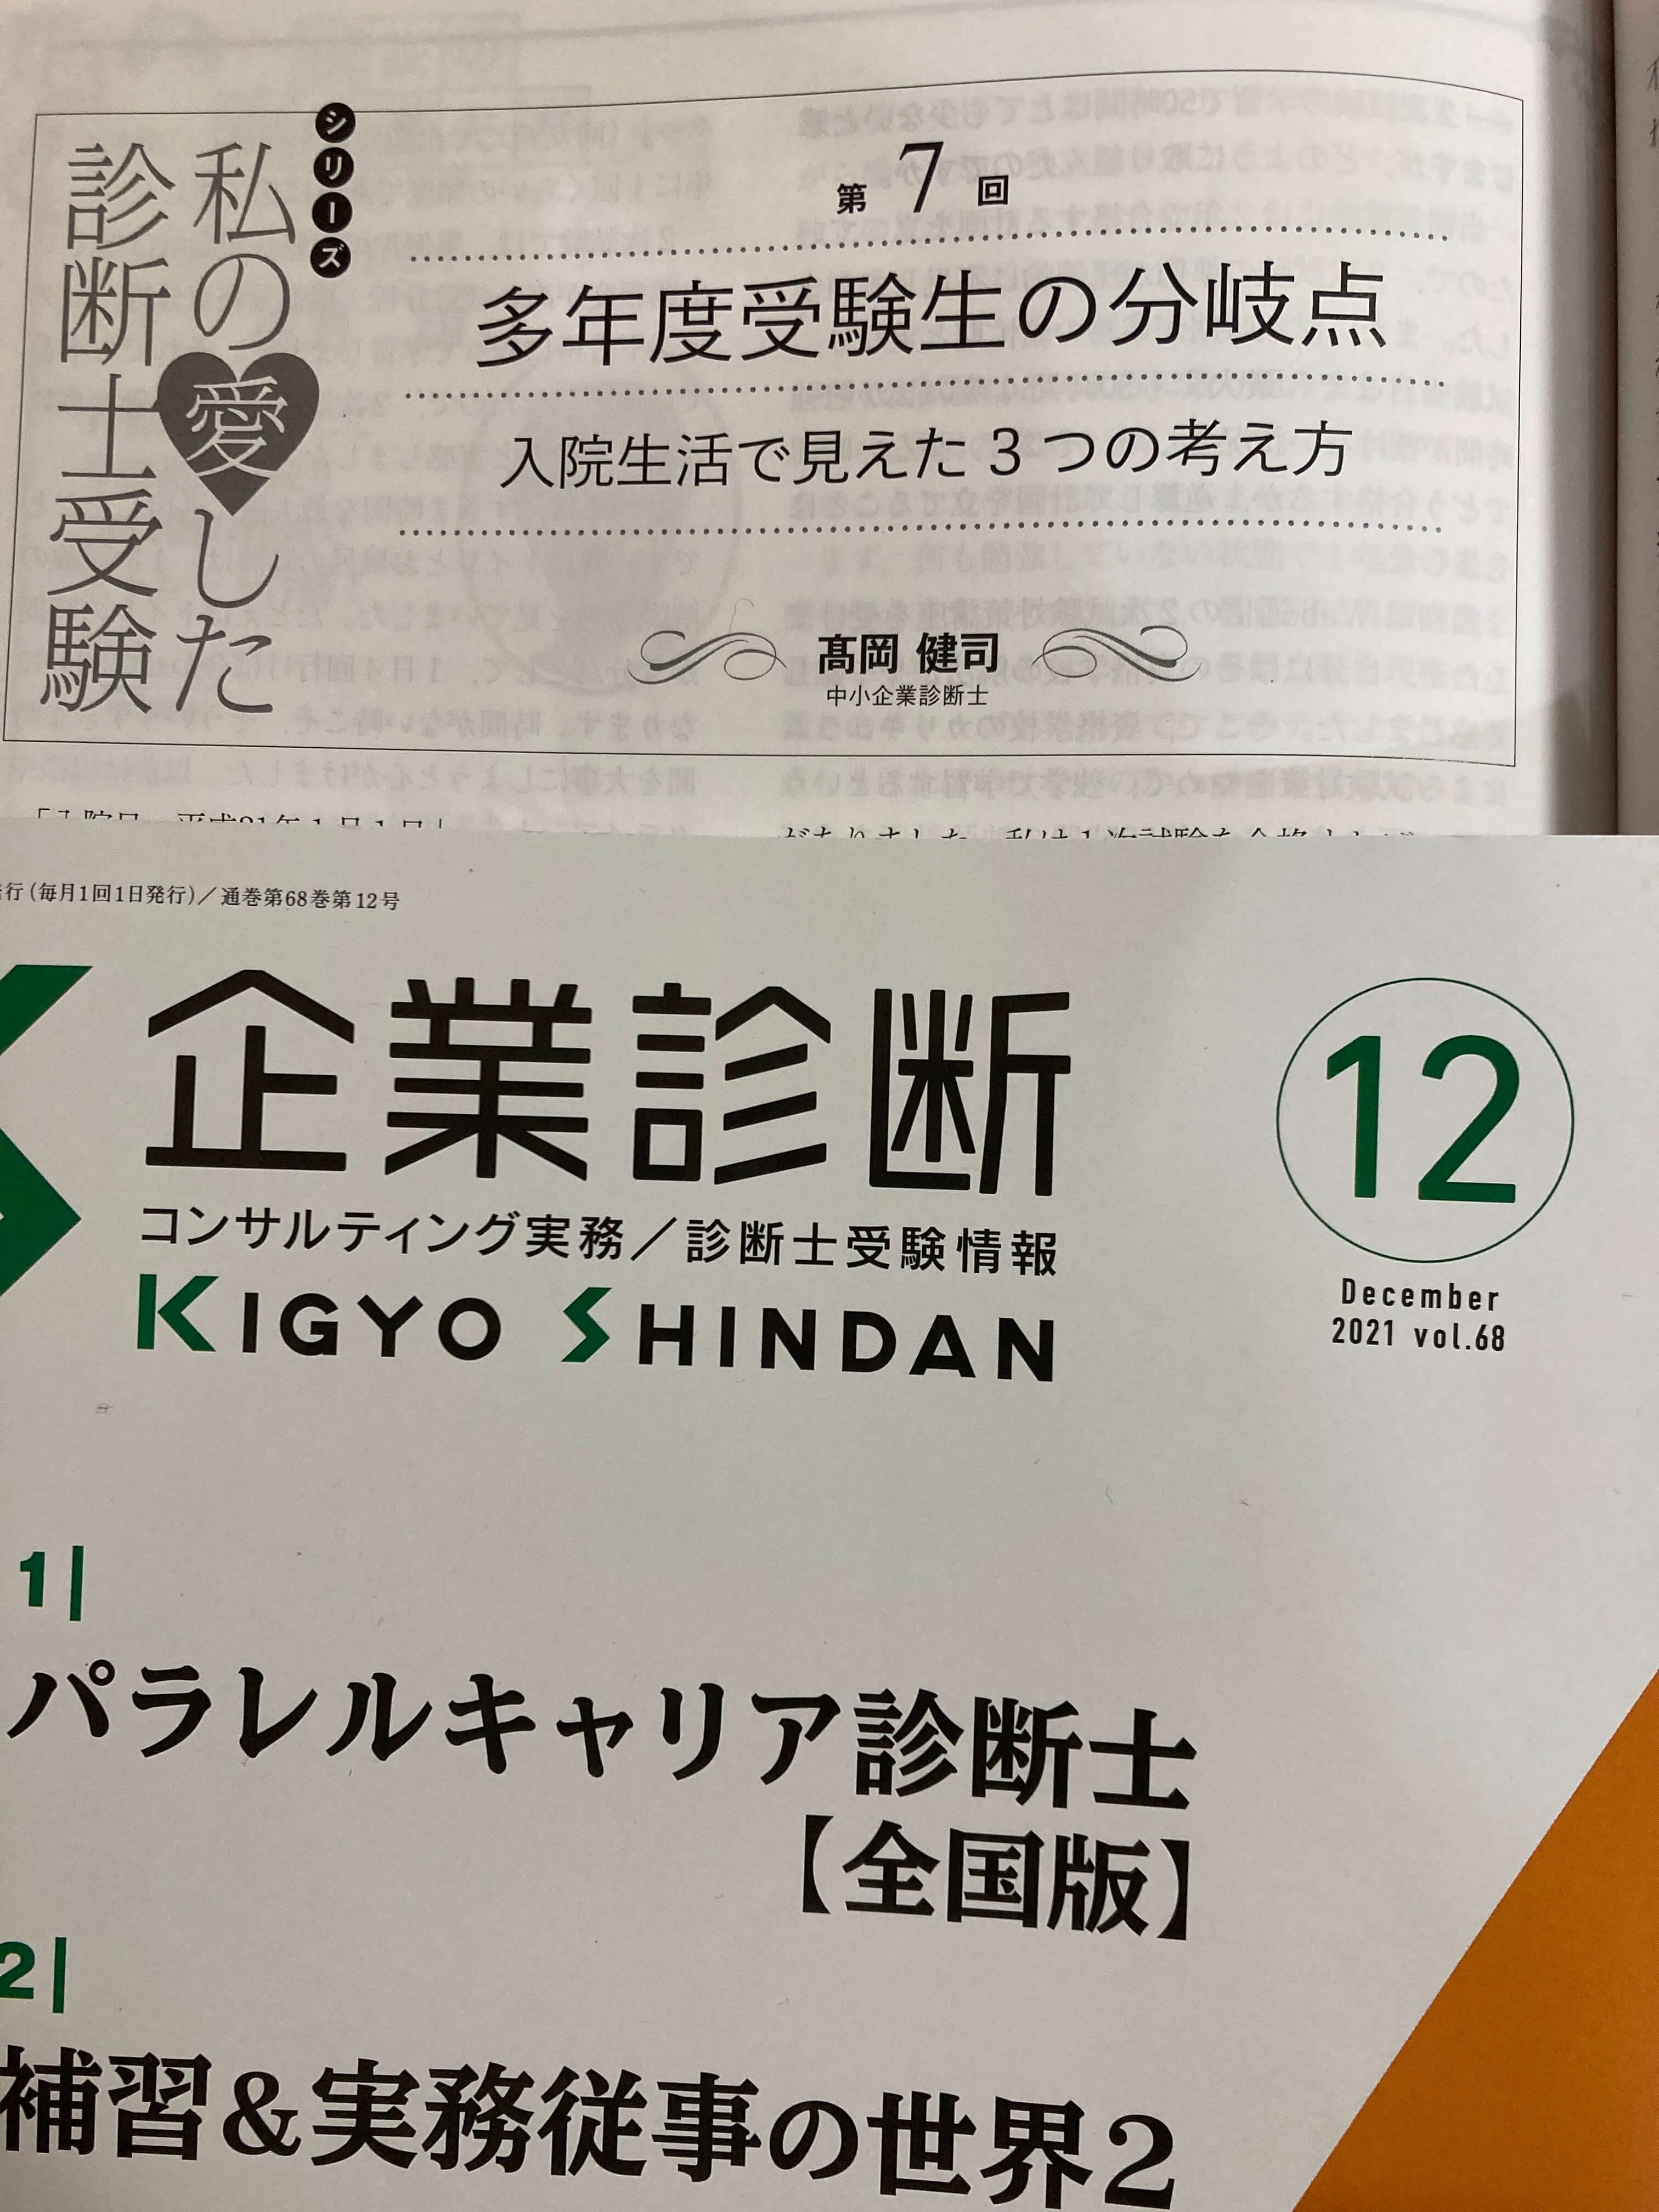 シリーズ
私の愛した
診断士受験
第7回
多年度受験生の分岐点
入院生活で見えた3つの考え方
髙岡 健司
中小企業診断士
行(毎月1回1日発行)/通巻第68巻第12号
企業診断
コンサルティング実務/診断士受験情報
KIGYO SHINDAN
12
December
2021 vol.68
1|
パラレルキャリア診断士
【全国版】
2|
補習&実務従事の世界2